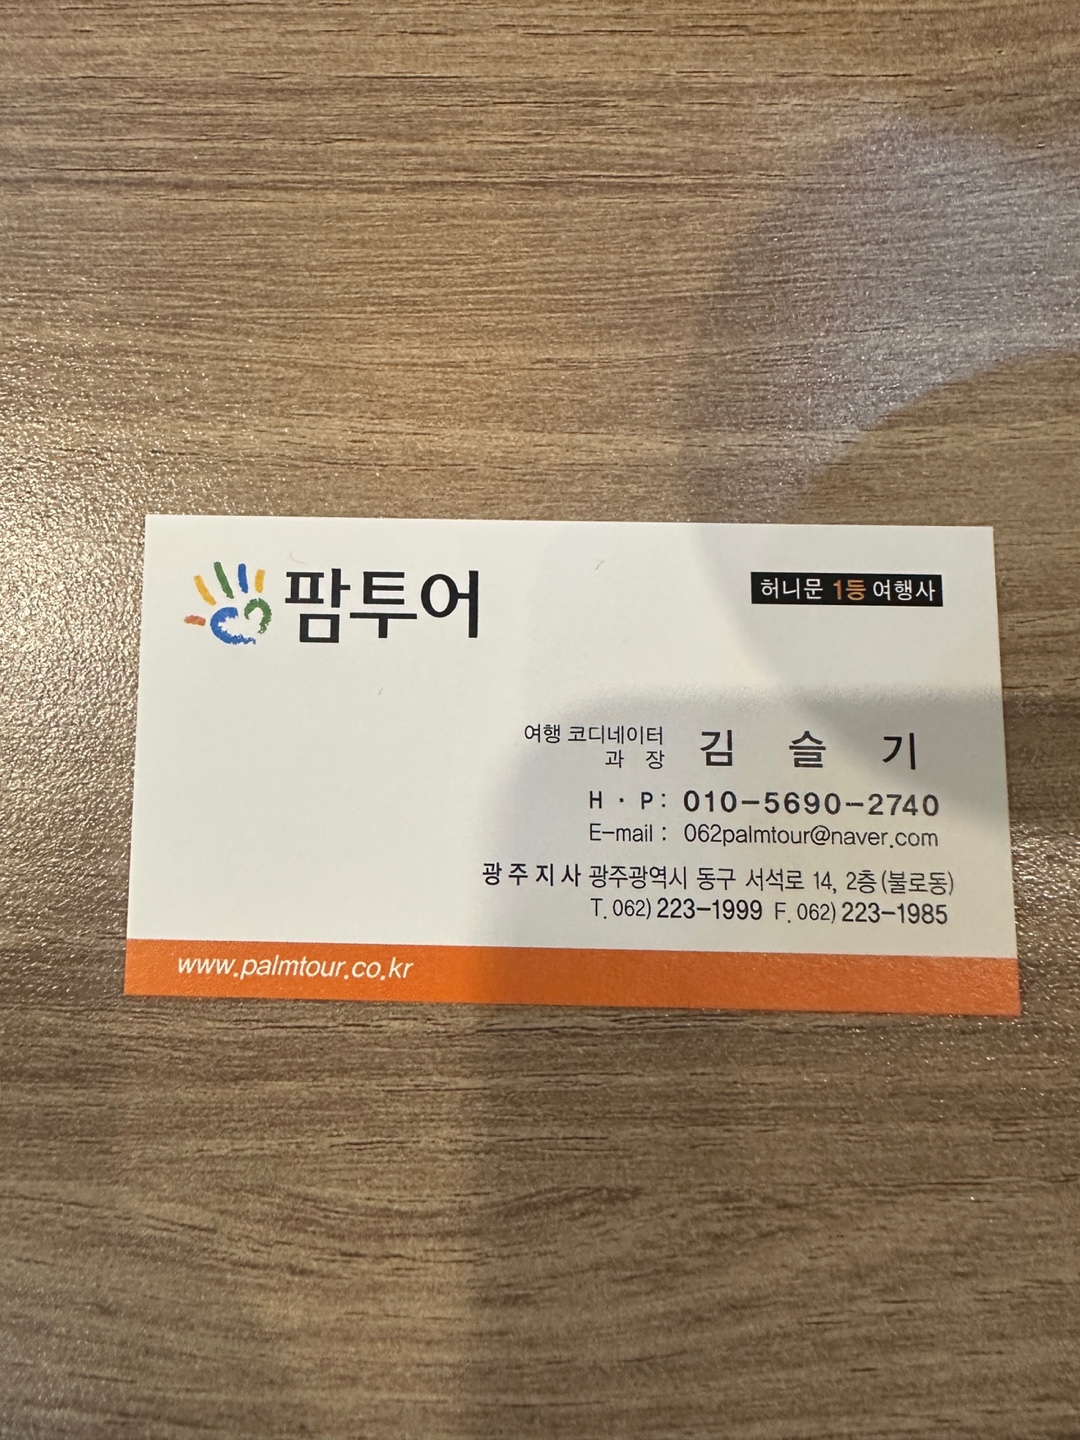 팜투어
허니문 1등 여행사
여행 코디네이터
과 장
김 슬 기
H · P: 010-5690-2740
E-mail : 062palmtour@naver.com
광주지사 광주광역시 동구 서석로 14, 2층(불로동)
T. 062) 223-1999 F. 062) 223-1985
www.palmtour.co.kr